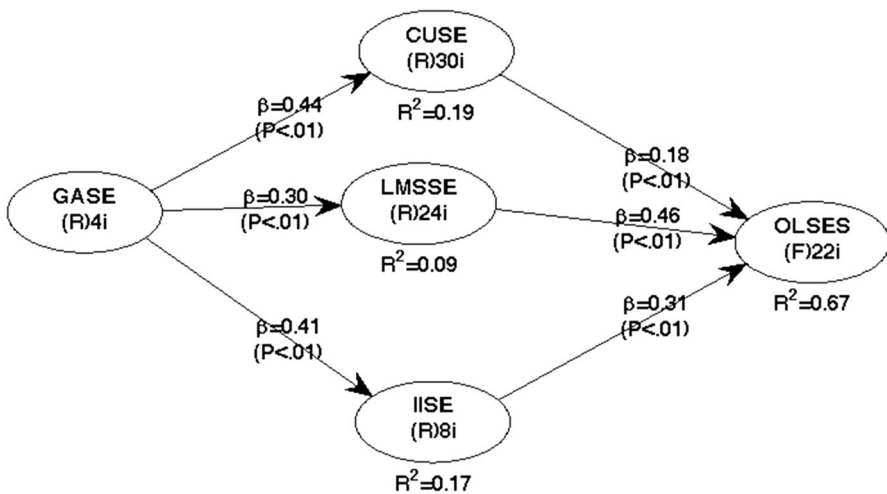 CUSE
(R)30i
R²=0.19
β=0.44
(P<.01)
β=0.18
(P<.01)
GASE
(R)4i
β=0.30
(P<.01)
LMSSE
(R)24i
R²=0.09
β=0.46
(P<.01)
OLSES
(F)22i
R²=0.67
β=0.41
(P<.01)
β=0.31
(P<.01)
IISE
(R)8i
R²=0.17